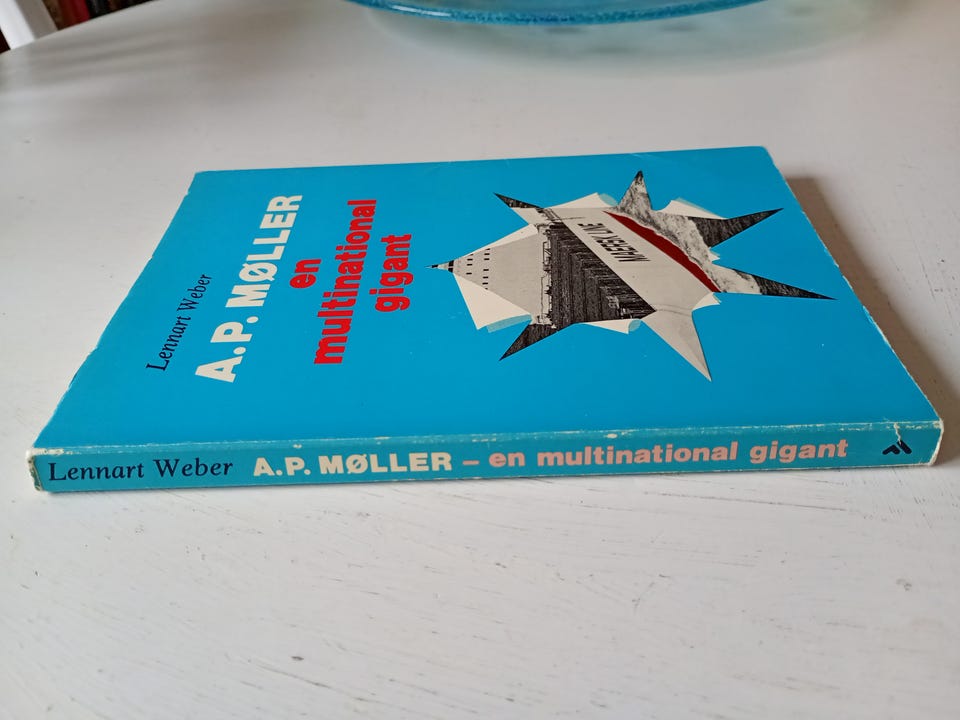 Lennart Weber
A.P. MØLLER
en
multinational
gigant
MAERSK LINE
Lennart Weber A.P. MØLLER – en multinational gigant